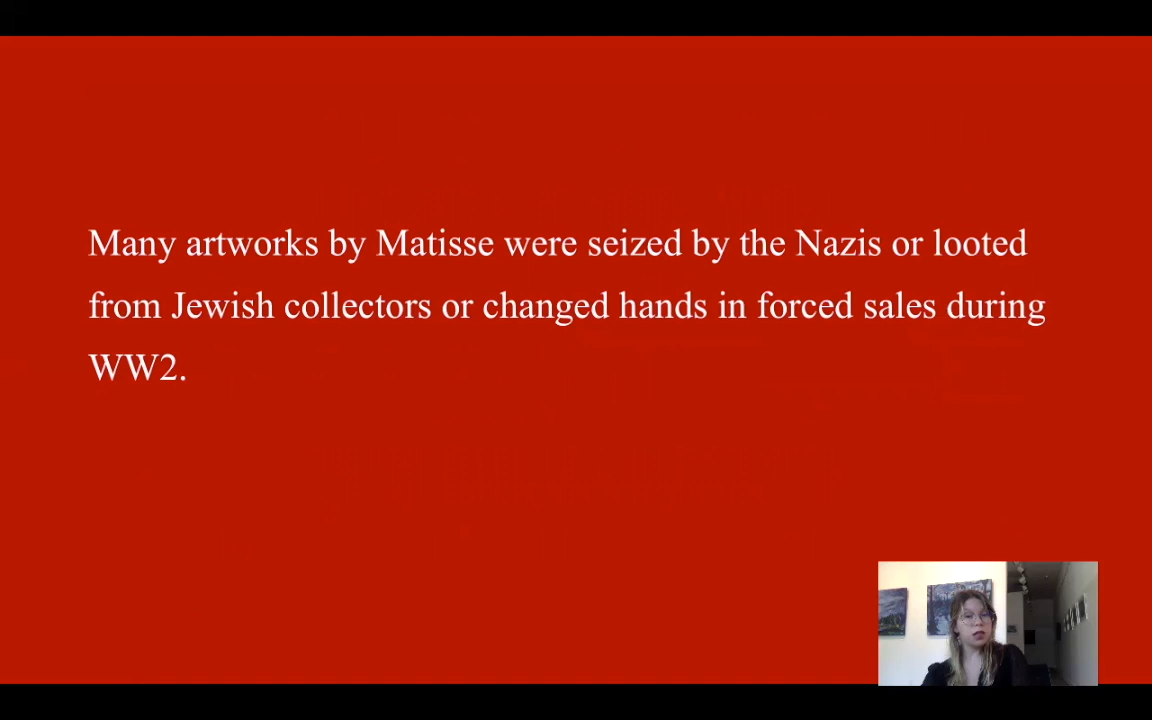 Many artworks by Matisse were seized by the Nazis or looted
from Jewish collectors or changed hands in forced sales during
WW2.